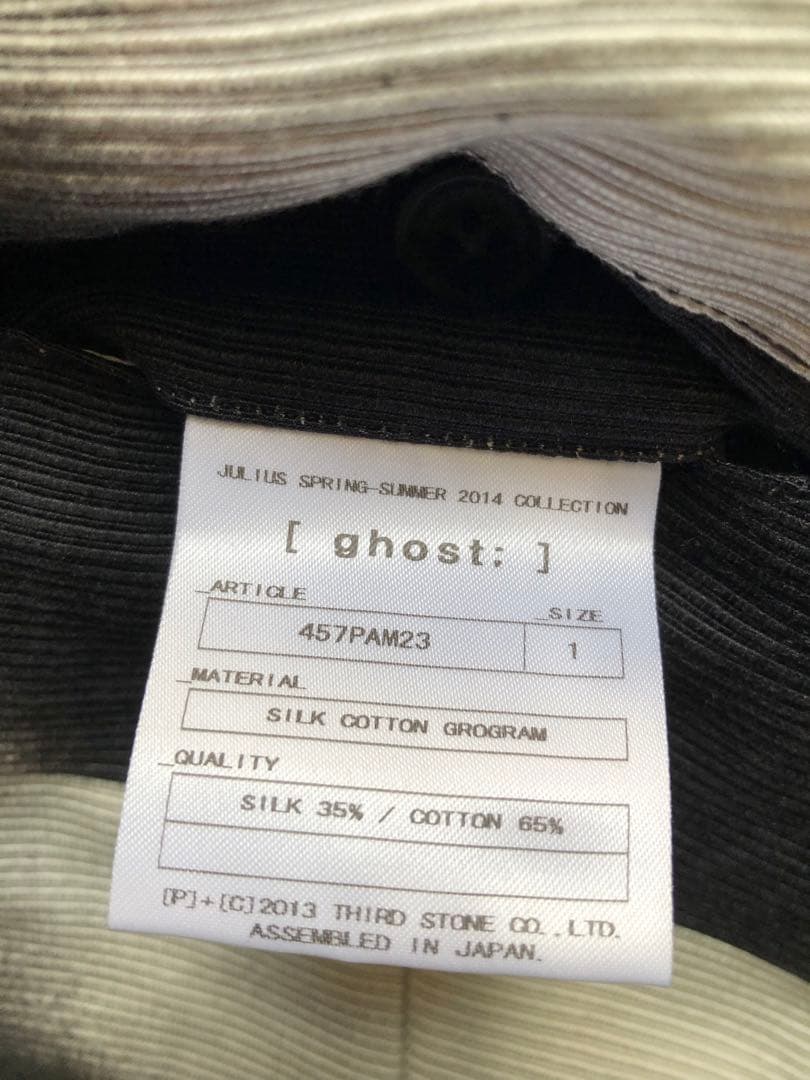 JULIUS SPRING-SUMMER 2014 COLLECTION
[ ghost: ]
_ARTICLE
_SIZE
457PAM23
1
_MATERIAL
SILK COTTON GROGRAM
_QUALITY
SILK 35% / COTTON 65%
[P]+[C]2013 THIRD STONE CO.,LTD.
ASSEMBLED IN JAPAN.